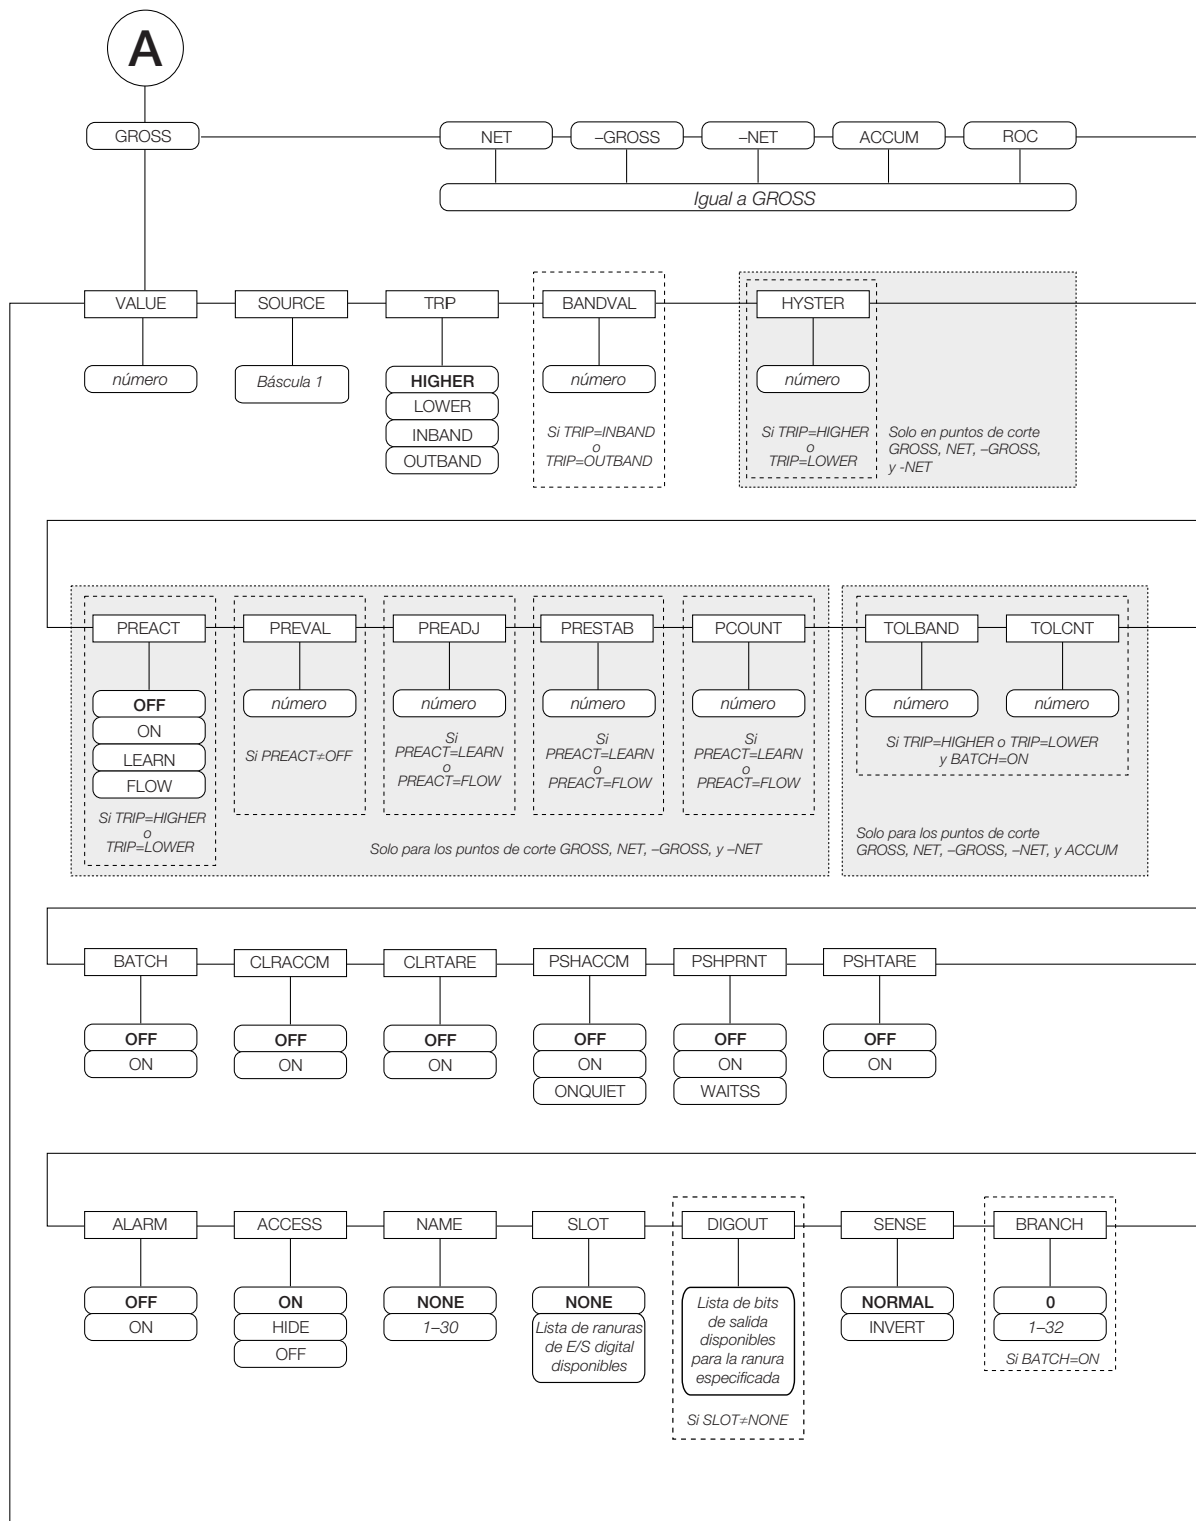 A
GROSS
NET
–GROSS
–NET
ACCUM
ROC
Igual a GROSS
VALUE
SOURCE
TRIP
BANDVAL
HYSTER
número
Báscula 1
HIGHER
LOWER
INBAND
OUTBAND
número
Si TRIP=INBAND
o
TRIP=OUTBAND
número
Si TRIP=HIGHER
o
TRIP=LOWER
Solo en puntos de corte
GROSS, NET, –GROSS,
y -NET
PREACT
PREVAL
PREADJ
PRESTAB
PCOUNT
TOLBAND
TOLCNT
OFF
ON
LEARN
FLOW
Si TRIP=HIGHER
o
TRIP=LOWER
número
Si PREACT≠OFF
número
Si
PREACT=LEARN
o
PREACT=FLOW
número
Si
PREACT=LEARN
o
PREACT=FLOW
número
Si
PREACT=LEARN
o
PREACT=FLOW
Solo para los puntos de corte GROSS, NET, –GROSS, y –NET
número
número
Si TRIP=HIGHER o TRIP=LOWER
y BATCH=ON
Solo para los puntos de corte
GROSS, NET, –GROSS, –NET, y ACCUM
BATCH
CLRACCM
CLRTARE
PSHACCM
PSHPRNT
PSHTARE
OFF
ON
OFF
ON
OFF
ON
OFF
ON
ONQUIET
OFF
ON
WAITSS
OFF
ON
ALARM
ACCESS
NAME
SLOT
DIGOUT
SENSE
BRANCH
OFF
ON
ON
HIDE
OFF
NONE
1–30
NONE
Lista de ranuras
de E/S digital
disponibles
Lista de bits
de salida
disponibles
para la ranura
especificada
Si SLOT≠NONE
NORMAL
INVERT
0
1–32
Si BATCH=ON